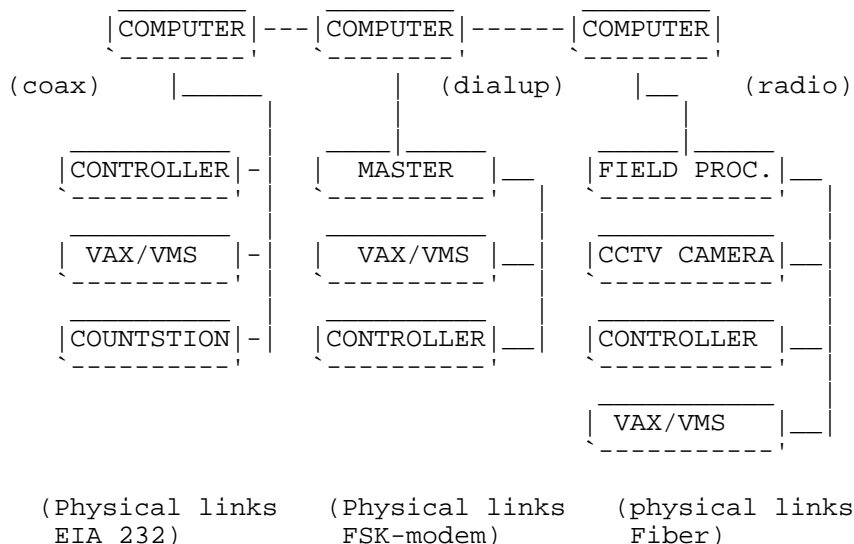 COMPUTER COMPUTER COMPUTER
(coax) (dialup) (radio)
CONTROLLER MASTER FIELD PROC.
VAX/VMS VAX/VMS CCTV CAMERA
COUNTSTION CONTROLLER CONTROLLER
VAX/VMS
(Physical links (Physical links (physical links
EIA 232) FSK-modem) Fiber)